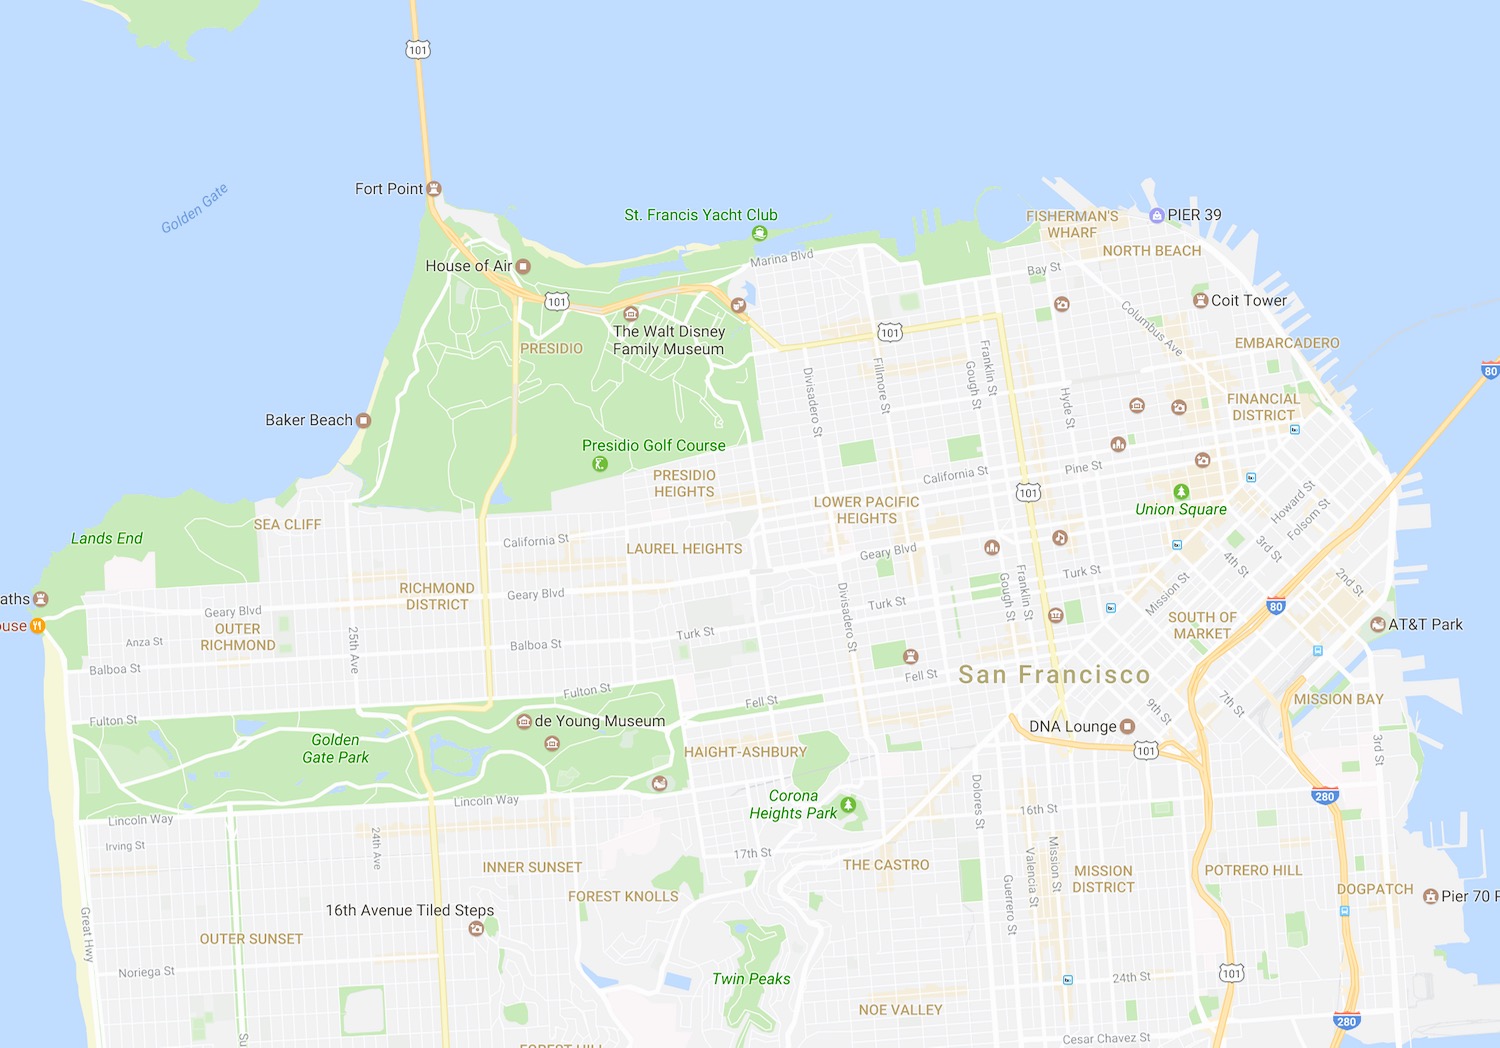 101
Golden Gate
Fort Point
St. Francis Yacht Club
FISHERMAN'S
WHARF
PIER 39
NORTH BEACH
Marina Blvd
House of Air
Bay St
101
Coit Tower
The Walt Disney
Family Museum
PRESIDIO
101
Columbus Ave
EMBARCADERO
80
Divisadero St
Fillmore St
Gough St
Franklin St
Hyde St
FINANCIAL
DISTRICT
Baker Beach
Presidio Golf Course
PRESIDIO
HEIGHTS
California St
Pine St
101
LOWER PACIFIC
HEIGHTS
Union Square
Howard St
Folsom St
SEA CLIFF
Lands End
California St
LAUREL HEIGHTS
Geary Blvd
3rd St
4th St
2nd St
RICHMOND
DISTRICT
Geary Blvd
Geary Blvd
Turk St
Turk St
Gough St
Franklin St
Mission St
80
aths
ouse
OUTER
RICHMOND
Anza St
25th Ave
Balboa St
Balboa St
Turk St
Divisadero St
SOUTH OF
MARKET
AT&T Park
San Francisco
Fell St
Fell St
Fulton St
Fulton St
MISSION BAY
9th St
7th St
de Young Museum
DNA Lounge
101
3rd St
Golden
Gate Park
HAIGHT-ASHBURY
Corona
Heights Park
Lincoln Way
Lincoln Way
Dolores St
16th St
280
Irving St
24th Ave
17th St
INNER SUNSET
THE CASTRO
Valencia St
Mission St
Guerrero St
MISSION
DISTRICT
POTRERO HILL
DOGPATCH
Pier 70 P
FOREST KNOLLS
16th Avenue Tiled Steps
Great Hwy
OUTER SUNSET
Noriega St
Twin Peaks
24th St
101
NOE VALLEY
280
Cesar Chavez St
Su
FOREST HILL